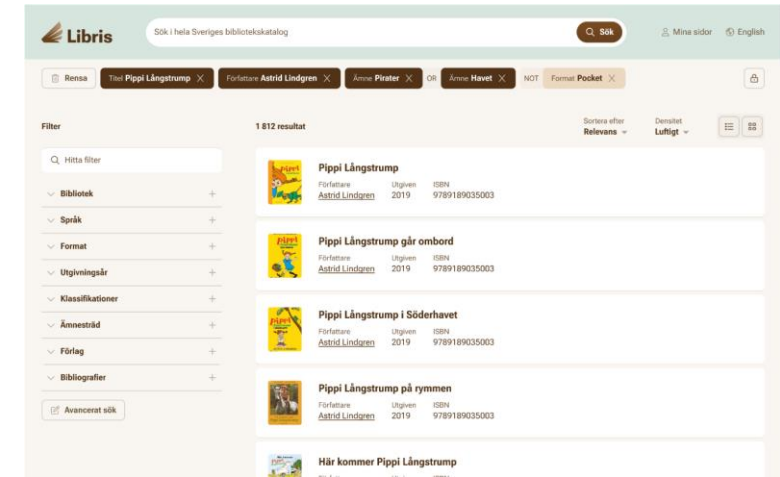 Libris
Sök i hela Sveriges bibliotekskatalog
Sök
Mina sidor
English
Rensa
Titel Pippi Långstrump
Författare Astrid Lindgren
Ämne Pirater
OR
Ämne Havet
NOT
Format Pocket
Filter
1 812 resultat
Sortera efter
Relevans
Densitet
Luftigt
Hitta filter
Bibliotek
Språk
Format
Utgivningsår
Klassifikationer
Ämnesträd
Förlag
Bibliografier
Avancerat sök
Pippi Långstrump
Författare Utgiven ISBN
Astrid Lindgren 2019 9789189035003
Pippi Långstrump går ombord
Författare Utgiven ISBN
Astrid Lindgren 2019 9789189035003
Pippi Långstrump i Söderhavet
Författare Utgiven ISBN
Astrid Lindgren 2019 9789189035003
Pippi Långstrump på rymmen
Författare Utgiven ISBN
Astrid Lindgren 2019 9789189035003
Här kommer Pippi Långstrump